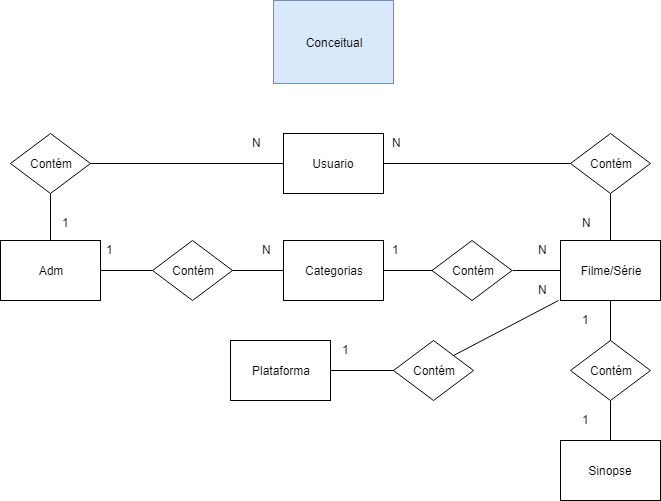 Conceitual
N
N
Contém
Usuario
Contém
1
N
1
N
1
N
Adm
Contém
Categorias
Contém
Filme/Série
N
1
1
Plataforma
Contém
Contém
1
Sinopse